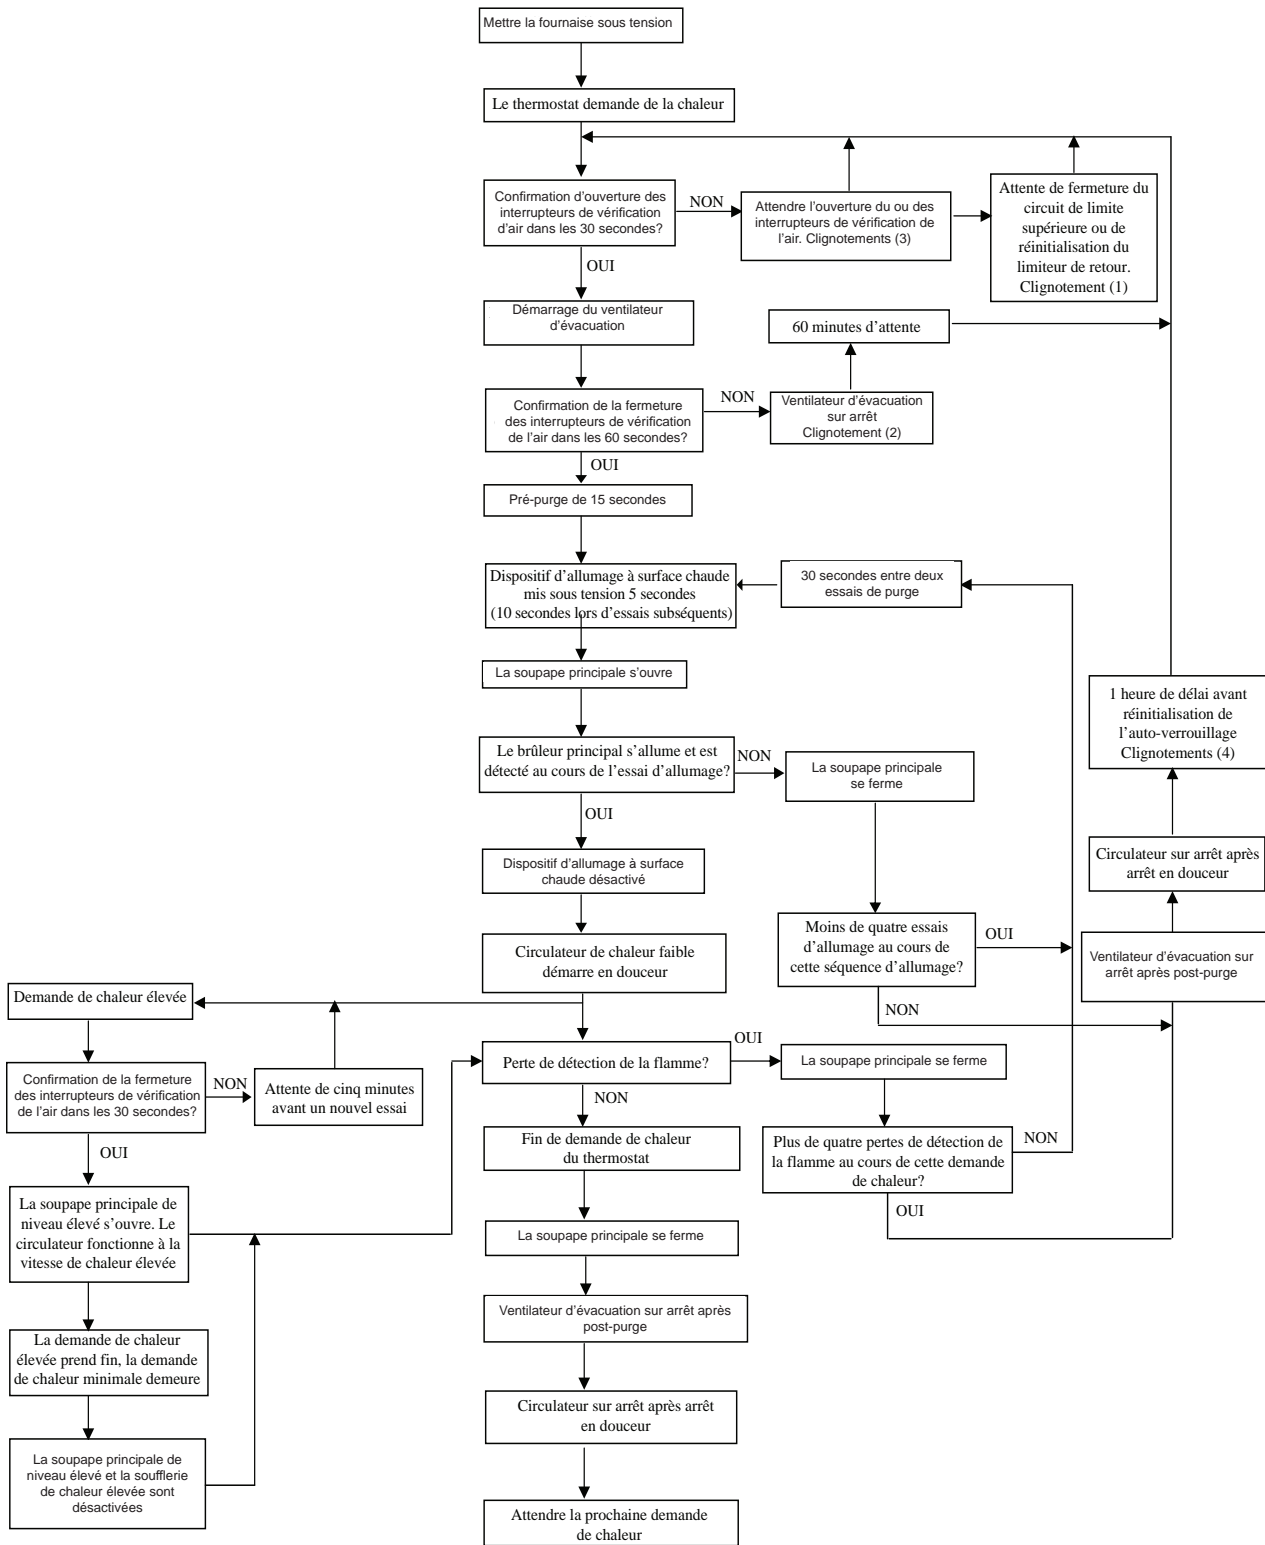 Mettre la fournaise sous tension
Le thermostat demande de la chaleur
Confirmation d'ouverture des
interrupteurs de vérification
d'air dans les 30 secondes?
NON
Attendre l'ouverture du ou des
interrupteurs de vérification de
l'air. Clignotements (3)
Attente de fermeture du
circuit de limite
supérieure ou de
réinitialisation du
limiteur de retour.
Clignotement (1)
OUI
Démarrage du ventilateur
d'évacuation
60 minutes d'attente
Confirmation de la fermeture
des interrupteurs de vérification
de l'air dans les 60 secondes?
NON
Ventilateur d'évacuation
sur arrêt
Clignotement (2)
OUI
Pré-purge de 15 secondes
Dispositif d'allumage à surface chaude
mis sous tension 5 secondes
(10 secondes lors d'essais subséquents)
30 secondes entre deux
essais de purge
La soupape principale s'ouvre
1 heure de délai avant
réinitialisation de
l'auto-verrouillage
Clignotements (4)
Le brûleur principal s'allume et est
détecté au cours de l'essai d'allumage?
NON
La soupape principale
se ferme
OUI
Dispositif d'allumage à surface
chaude désactivé
Circulateur sur arrêt après
arrêt en douceur
Moins de quatre essais
d'allumage au cours de
cette séquence d'allumage?
OUI
Circulateur de chaleur faible
démarre en douceur
Ventilateur d'évacuation sur
arrêt après post-purge
NON
Demande de chaleur élevée
Confirmation de la fermeture
des interrupteurs de vérification
de l'air dans les 30 secondes?
NON
Attente de cinq minutes
avant un nouvel essai
Perte de détection de la flamme?
OUI
La soupape principale se ferme
NON
OUI
Fin de demande de chaleur
du thermostat
Plus de quatre pertes de détection de
la flamme au cours de cette demande
de chaleur?
NON
OUI
La soupape principale de
niveau élevé s'ouvre. Le
circulateur fonctionne à la
vitesse de chaleur élevée
La soupape principale se ferme
Ventilateur d'évacuation sur arrêt après
post-purge
La demande de chaleur
élevée prend fin, la demande
de chaleur minimale demeure
Circulateur sur arrêt après arrêt
en douceur
La soupape principale de
niveau élevé et la soufflerie
de chaleur élevée sont
désactivées
Attendre la prochaine demande
de chaleur